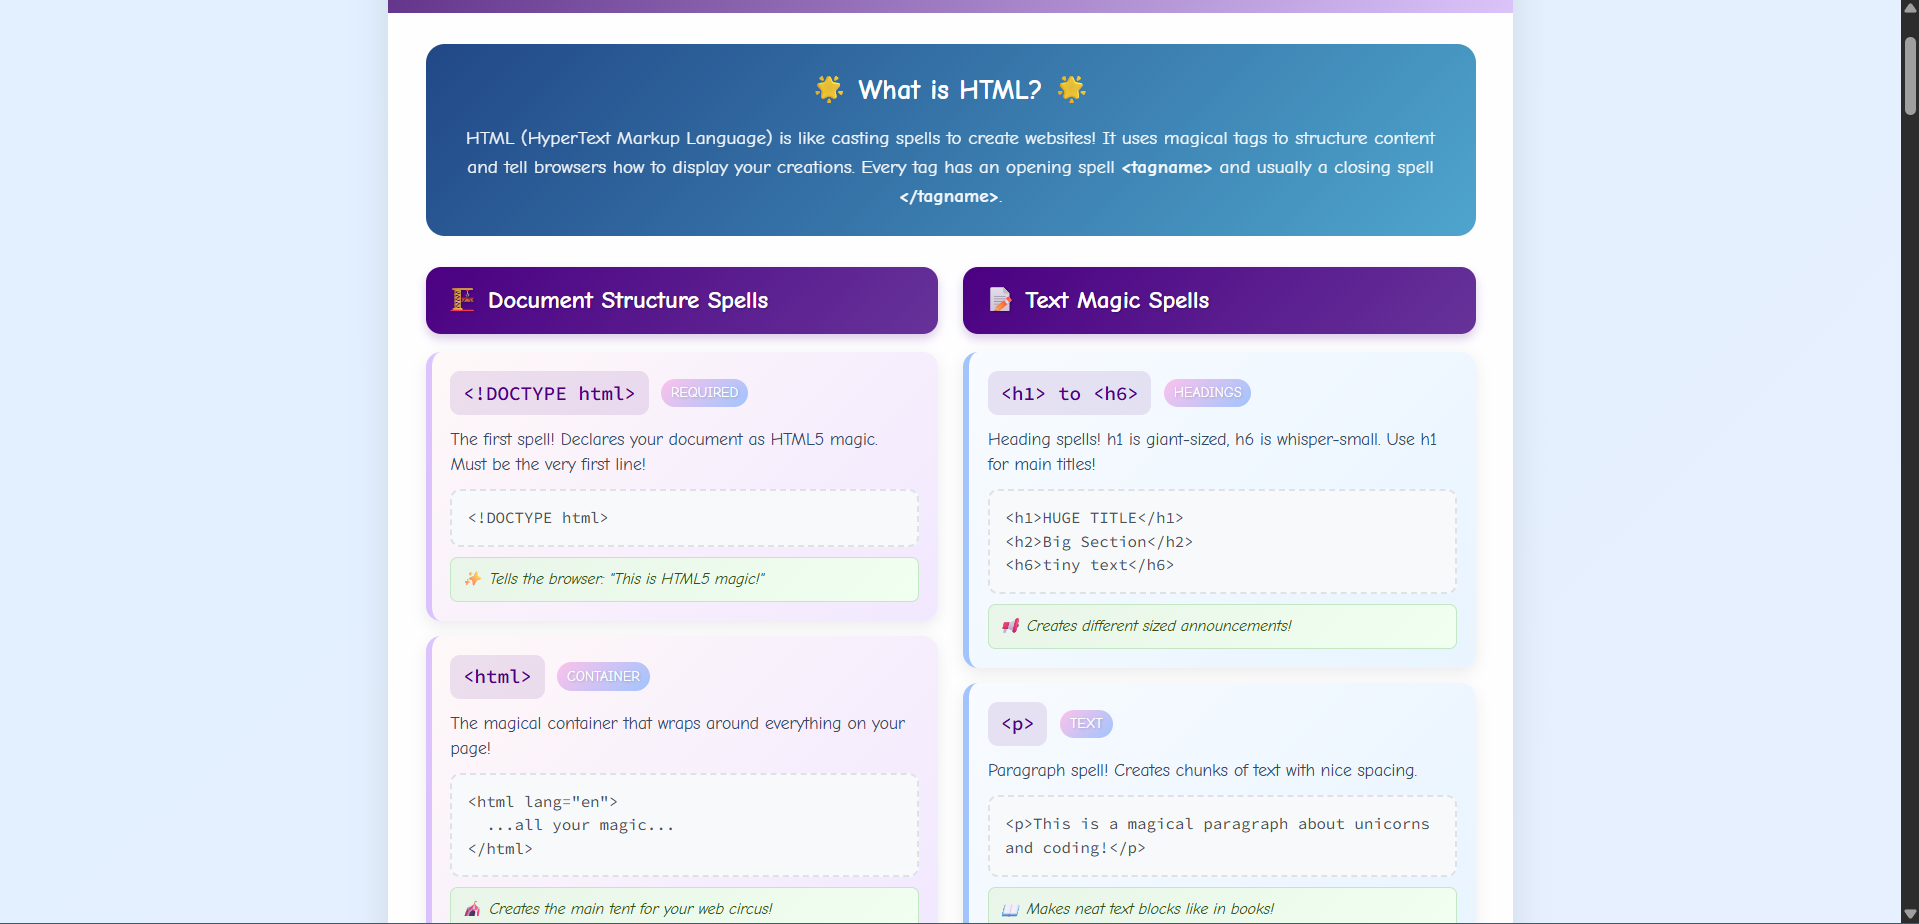 What is HTML?
HTML (HyperText Markup Language) is like casting spells to create websites! It uses magical tags to structure content
and tell browsers how to display your creations. Every tag has an opening spell <tagname> and usually a closing spell
</tagname>.
Document Structure Spells
<!DOCTYPE html> REQUIRED
The first spell! Declares your document as HTML5 magic.
Must be the very first line!
<!DOCTYPE html>
✨ Tells the browser: "This is HTML5 magic!"
<html> CONTAINER
The magical container that wraps around everything on your
page!
<html lang="en">
  ...all your magic...
</html>
🎪 Creates the main tent for your web circus!
Text Magic Spells
<h1> to <h6> HEADINGS
Heading spells! h1 is giant-sized, h6 is whisper-small. Use h1
for main titles!
<h1>HUGE TITLE</h1>
<h2>Big Section</h2>
<h6>tiny text</h6>
📢 Creates different sized announcements!
<p> TEXT
Paragraph spell! Creates chunks of text with nice spacing.
<p>This is a magical paragraph about unicorns
and coding!</p>
📖 Makes neat text blocks like in books!